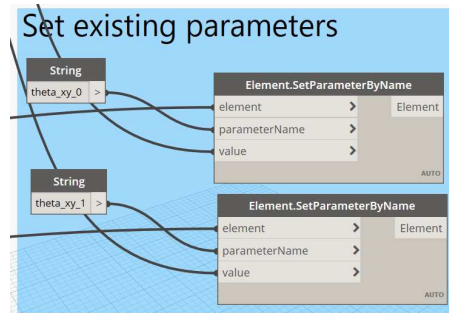 Set existing parameters
String
theta_xy_0 >
Element.SetParameterByName
element > Element
parameterName >
value >
AUTO
String
theta_xy_1 >
Element.SetParameterByName
element > Element
parameterName >
value >
AUTO